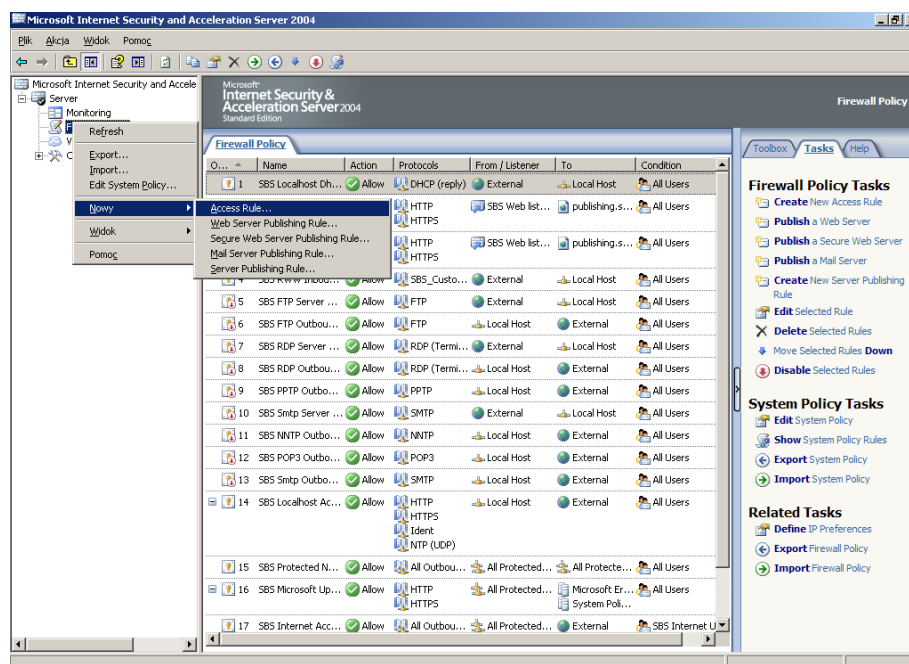 Microsoft Internet Security and Acceleration Server 2004
Plik Akcja Widok Pomoc
Microsoft Internet Security and Accele
Server
Monitoring
F
V
C
Refresh
Export...
Import...
Edit System Policy...
Nowy
Widok
Pomoc
Access Rule...
Web Server Publishing Rule...
Secure Web Server Publishing Rule...
Mail Server Publishing Rule...
Server Publishing Rule...
Microsoft
Internet Security &
Acceleration Server 2004
Standard Edition
Firewall Policy
Firewall Policy
O... Name Action Protocols From / Listener To Condition
1 SBS Localhost Dh... Allow DHCP (reply) External Local Host All Users
HTTP SBS Web list... publishing.s... All Users
HTTPS
HTTP SBS Web list... publishing.s... All Users
HTTPS
4 SBS RWW Inbou... Allow SBS_Custo... External Local Host All Users
5 SBS FTP Server ... Allow FTP External Local Host All Users
6 SBS FTP Outbou... Allow FTP Local Host External All Users
7 SBS RDP Server ... Allow RDP (Termi... External Local Host All Users
8 SBS RDP Outbou... Allow RDP (Termi... Local Host External All Users
9 SBS PPTP Outbo... Allow PPTP Local Host External All Users
10 SBS Smtp Server ... Allow SMTP External Local Host All Users
11 SBS NNTP Outbo... Allow NNTP Local Host External All Users
12 SBS POP3 Outbo... Allow POP3 Local Host External All Users
13 SBS Smtp Outbo... Allow SMTP Local Host External All Users
14 SBS Localhost Ac... Allow HTTP Local Host External All Users
HTTPS
Ident
NTP (UDP)
15 SBS Protected N... Allow All Outbou... All Protected... All Protecte... All Users
16 SBS Microsoft Up... Allow HTTP All Protected... Microsoft Er... All Users
HTTPS System Poli...
17 SBS Internet Acc... Allow All Outbou... All Protected... External SBS Internet U
Toolbox Tasks Help
Firewall Policy Tasks
Create New Access Rule
Publish a Web Server
Publish a Secure Web Server
Publish a Mail Server
Create New Server Publishing
Rule
Edit Selected Rule
Delete Selected Rules
Move Selected Rules Down
Disable Selected Rules
System Policy Tasks
Edit System Policy
Show System Policy Rules
Export System Policy
Import System Policy
Related Tasks
Define IP Preferences
Export Firewall Policy
Import Firewall Policy